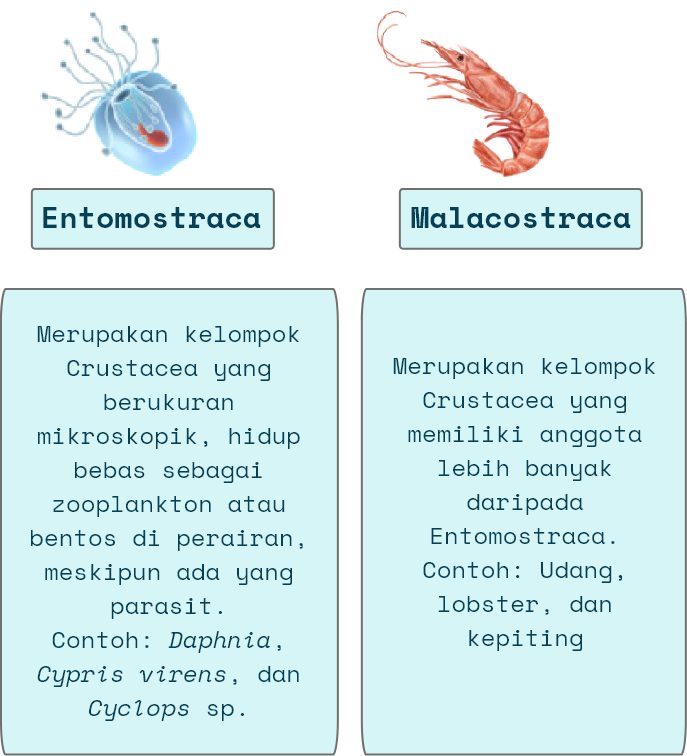 Entomostraca
Malacostraca
Merupakan kelompok
Crustacea yang
berukuran
mikroskopik, hidup
bebas sebagai
zooplankton atau
bentos di perairan,
meskipun ada yang
parasit.
Contoh: Daphnia,
Cypris virens, dan
Cyclops sp.
Merupakan kelompok
Crustacea yang
memiliki anggota
lebih banyak
daripada
Entomostraca.
Contoh: Udang,
lobster, dan
kepiting